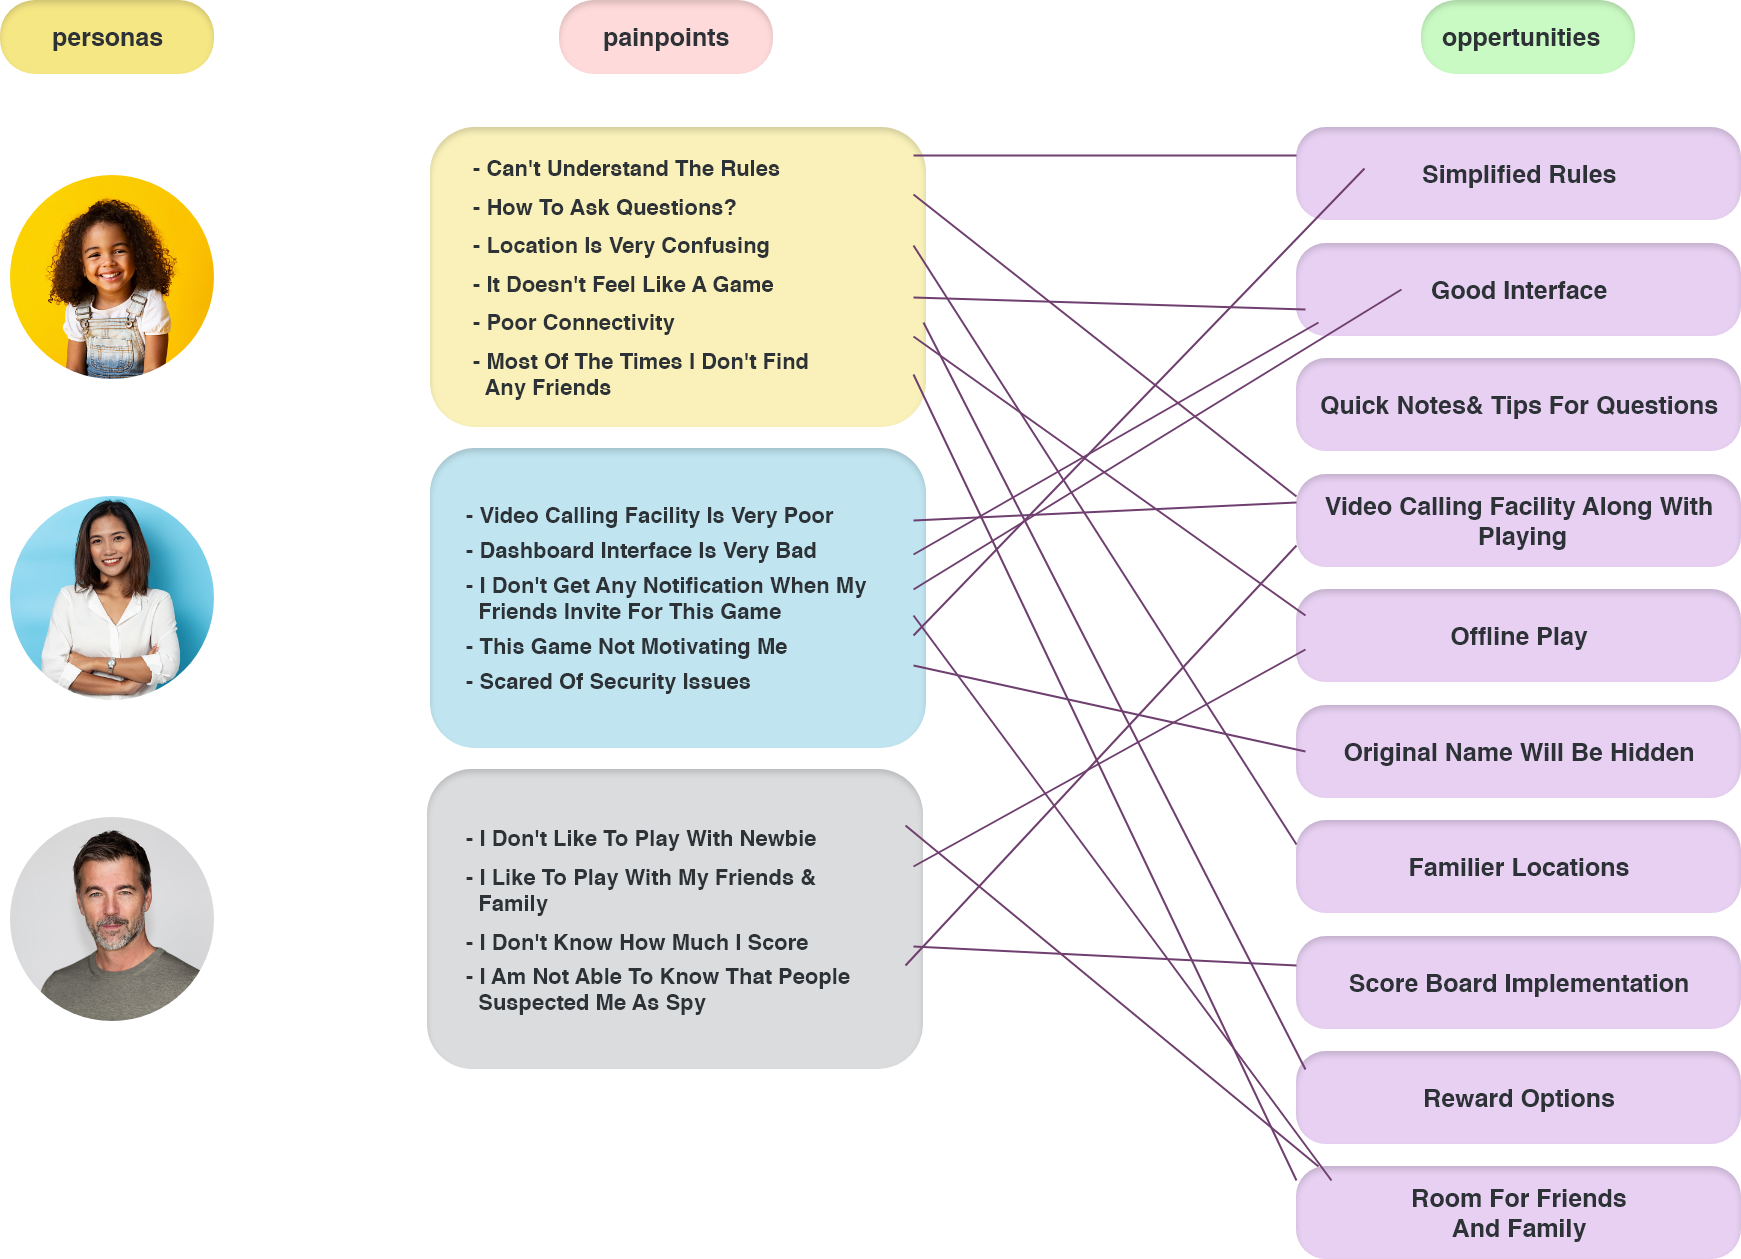 personas
painpoints
oppertunities
- Can't Understand The Rules
- How To Ask Questions?
- Location Is Very Confusing
- It Doesn't Feel Like A Game
- Poor Connectivity
- Most Of The Times I Don't Find
Any Friends
- Video Calling Facility Is Very Poor
- Dashboard Interface Is Very Bad
- I Don't Get Any Notification When My
Friends Invite For This Game
- This Game Not Motivating Me
- Scared Of Security Issues
- I Don't Like To Play With Newbie
- I Like To Play With My Friends &
Family
- I Don't Know How Much I Score
- I Am Not Able To Know That People
Suspected Me As Spy
Simplified Rules
Good Interface
Quick Notes& Tips For Questions
Video Calling Facility Along With
Playing
Offline Play
Original Name Will Be Hidden
Familier Locations
Score Board Implementation
Reward Options
Room For Friends
And Family